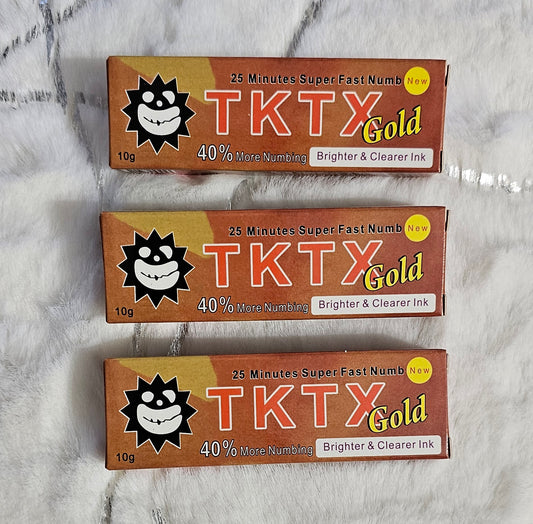 25 Minutes Super Fast Numb New
TKTX Gold
40% More Numbing Brighter & Clearer Ink
10g
25 Minutes Super Fast Numb New
TKTX Gold
40% More Numbing Brighter & Clearer Ink
10g
25 Minutes Super Fast Numb New
TKTX Gold
40% More Numbing Brighter & Clearer Ink
10g